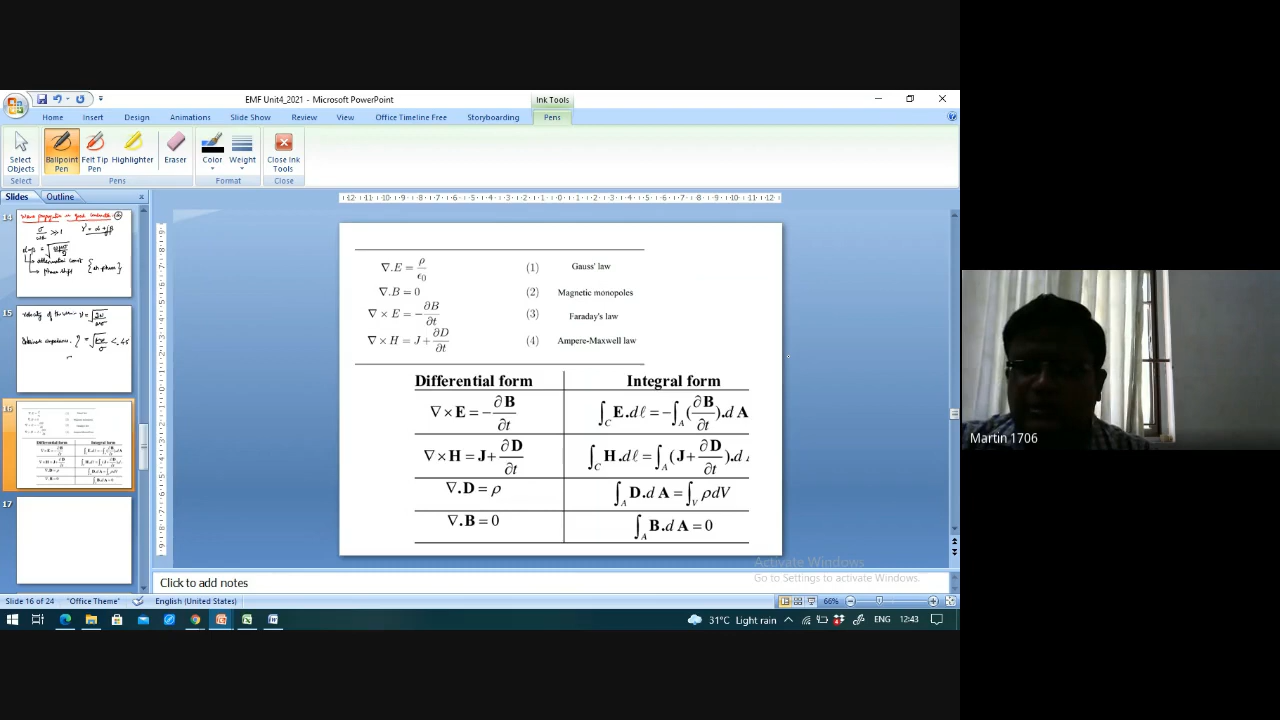 EMF Unit4_2021 - Microsoft PowerPoint
Ink Tools
Home Insert Design Animations Slide Show Review View Office Timeline Free Storyboarding Pens
Select Objects
Ballpoint Pen
Felt Tip Pen
Highlighter
Eraser
Color
Weight
Close Ink Tools
Select Pens Format Close
Slides Outline
14
15
16
17
∇.E = ρ/ϵ0 (1) Gauss' law
∇.B = 0 (2) Magnetic monopoles
∇ × E = −∂B/∂t (3) Faraday's law
∇ × H = J + ∂D/∂t (4) Ampere-Maxwell law
Differential form Integral form
∇×E = −∂B/∂t ∫C E.dℓ = −∫A (∂B/∂t).d A
∇×H = J+ ∂D/∂t ∫C H.dℓ = ∫A (J+ ∂D/∂t).d
∇.D = ρ ∫A D.d A = ∫V ρdV
∇.B = 0 ∫A B.d A = 0
Activate Windows
Go to Settings to activate Windows.
Click to add notes
Slide 16 of 24 "Office Theme" English (United States) 66%
31°C Light rain ENG 12:43
Martin 1706